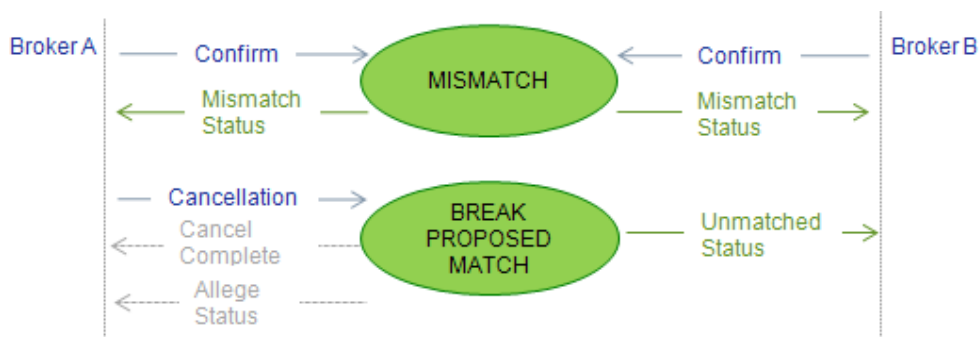 Broker A
Confirm
MISMATCH
Confirm
Broker B
Mismatch
Status
Mismatch
Status
Cancellation
Cancel
Complete
Allege
Status
BREAK
PROPOSED
MATCH
Unmatched
Status